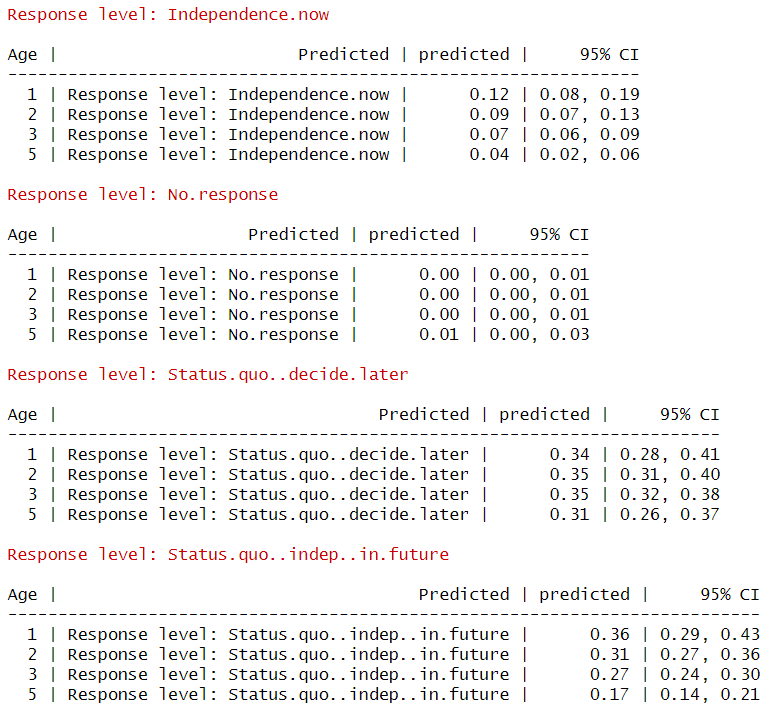 Response level: Independence.now
Age | Predicted | predicted | 95% CI
----------------------------------------------------------------
1 | Response level: Independence.now | 0.12 | 0.08, 0.19
2 | Response level: Independence.now | 0.09 | 0.07, 0.13
3 | Response level: Independence.now | 0.07 | 0.06, 0.09
5 | Response level: Independence.now | 0.04 | 0.02, 0.06
Response level: No.response
Age | Predicted | predicted | 95% CI
-----------------------------------------------------------
1 | Response level: No.response | 0.00 | 0.00, 0.01
2 | Response level: No.response | 0.00 | 0.00, 0.01
3 | Response level: No.response | 0.00 | 0.00, 0.01
5 | Response level: No.response | 0.01 | 0.00, 0.03
Response level: Status.quo..decide.later
Age | Predicted | predicted | 95% CI
------------------------------------------------------------------------
1 | Response level: Status.quo..decide.later | 0.34 | 0.28, 0.41
2 | Response level: Status.quo..decide.later | 0.35 | 0.31, 0.40
3 | Response level: Status.quo..decide.later | 0.35 | 0.32, 0.38
5 | Response level: Status.quo..decide.later | 0.31 | 0.26, 0.37
Response level: Status.quo..indep..in.future
Age | Predicted | predicted | 95% CI
----------------------------------------------------------------------------
1 | Response level: Status.quo..indep..in.future | 0.36 | 0.29, 0.43
2 | Response level: Status.quo..indep..in.future | 0.31 | 0.27, 0.36
3 | Response level: Status.quo..indep..in.future | 0.27 | 0.24, 0.30
5 | Response level: Status.quo..indep..in.future | 0.17 | 0.14, 0.21